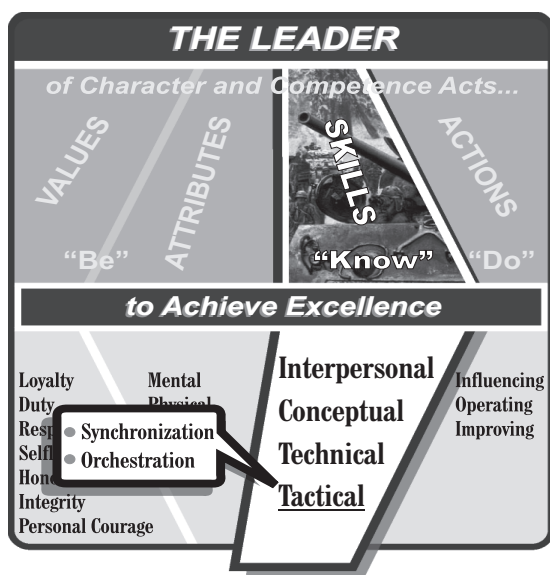 THE LEADER
of Character and Competence Acts...
VALUES
ATTRIBUTES
SKILLS
ACTIONS
“Be”
“Know”
“Do”
to Achieve Excellence
Loyalty
Duty
Integrity
Personal Courage
Mental
Physical
Synchronization
Orchestration
Interpersonal
Conceptual
Technical
Tactical
Influencing
Operating
Improving